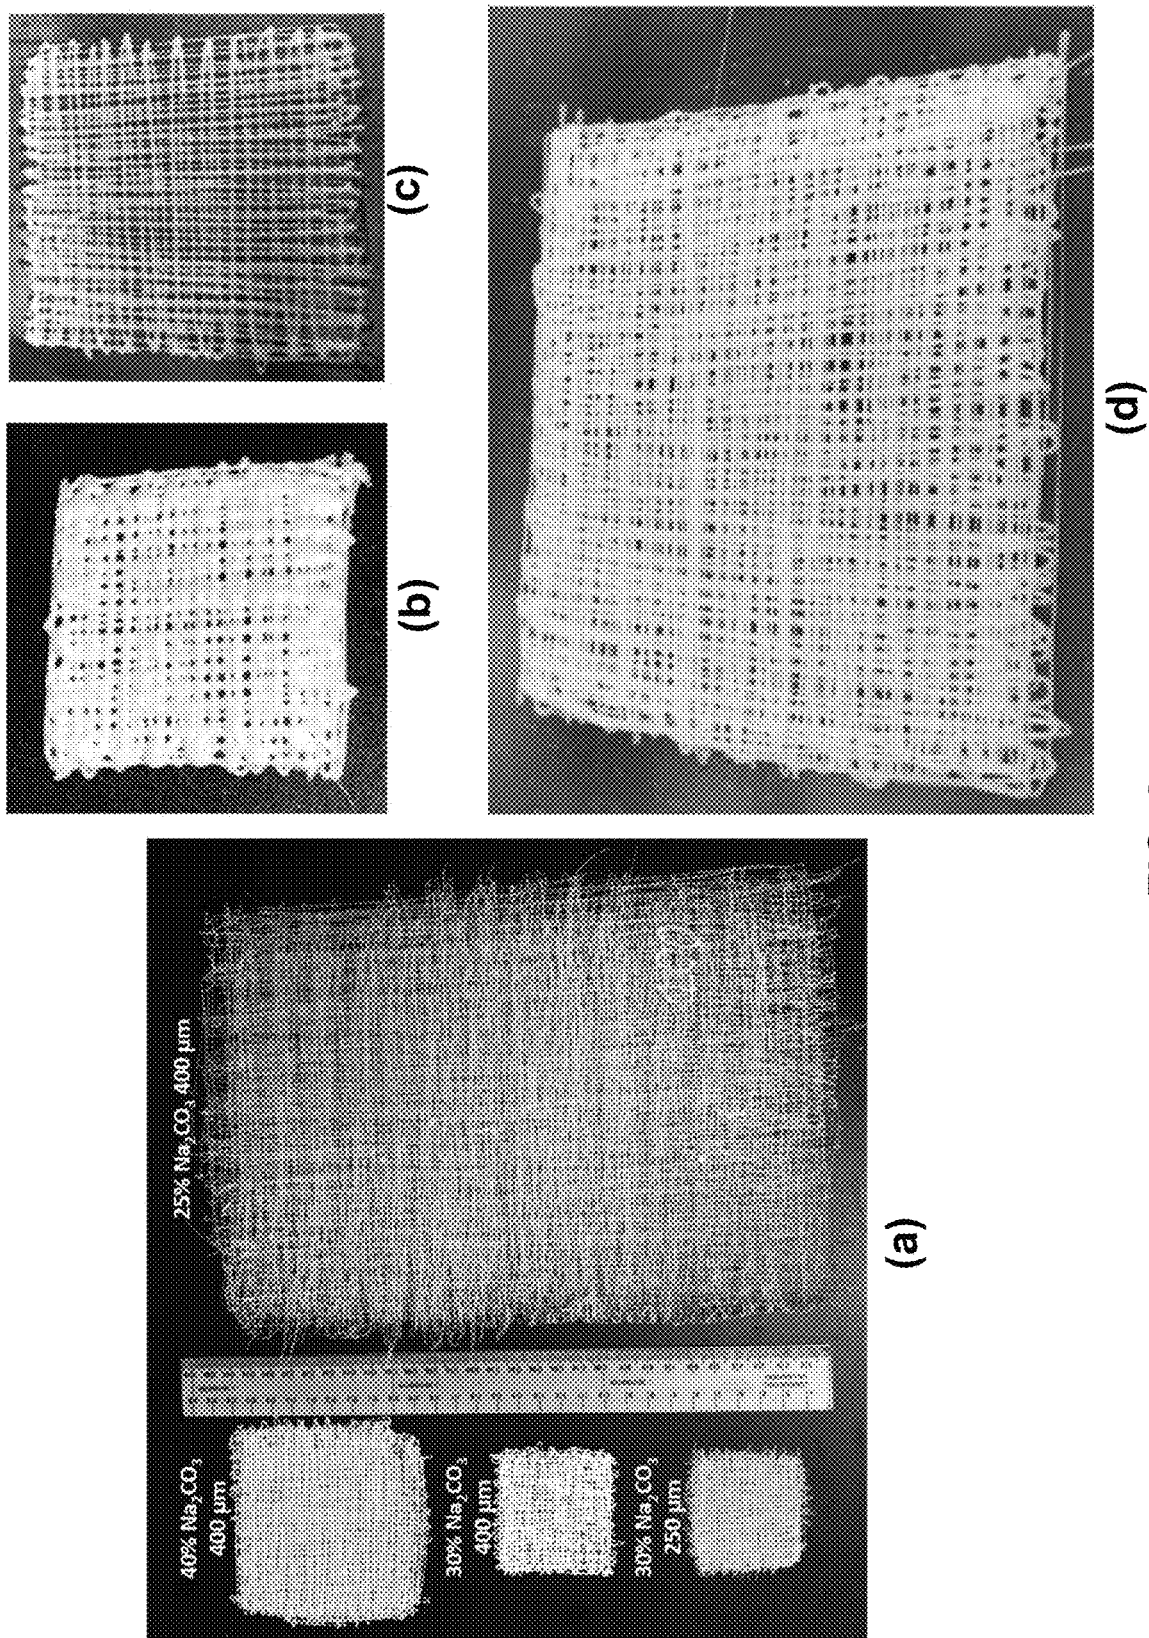 25% Na₂CO₃ 400 µm
40% Na₂CO₃
400 µm
30% Na₂CO₃
400 µm
30% Na₂CO₃
250 µm
(a)
(b)
(c)
(d)